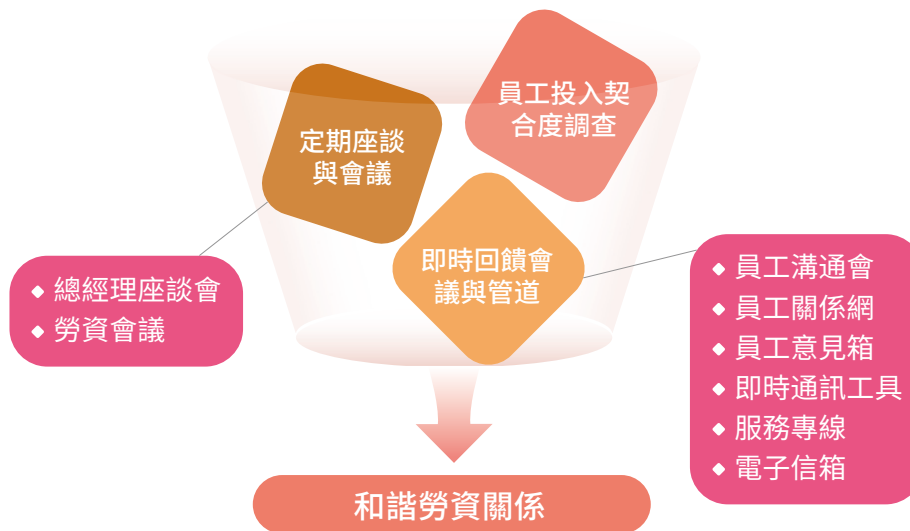 員工投入契
合度調查
定期座談
與會議
即時回饋會
議與管道
總經理座談會
勞資會議
員工溝通會
員工關係網
員工意見箱
即時通訊工具
服務專線
電子信箱
和諧勞資關係